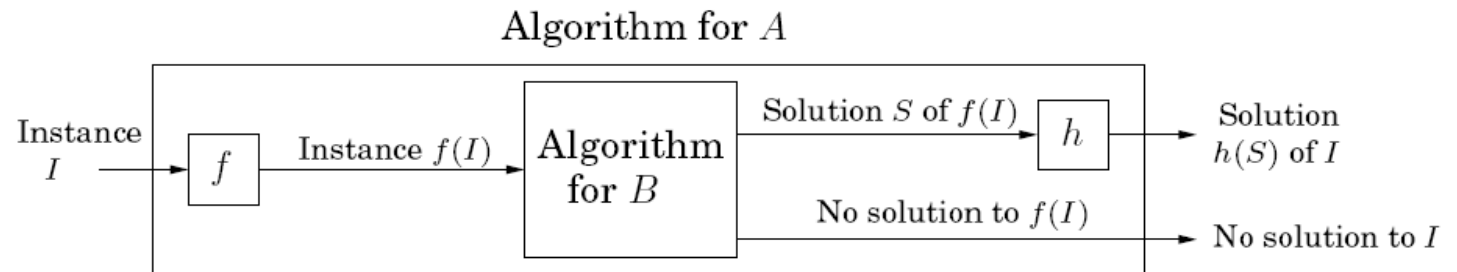 Algorithm for A
Instance
I
f
Instance f(I)
Algorithm
for B
Solution S of f(I)
h
Solution
h(S) of I
No solution to f(I)
No solution to I